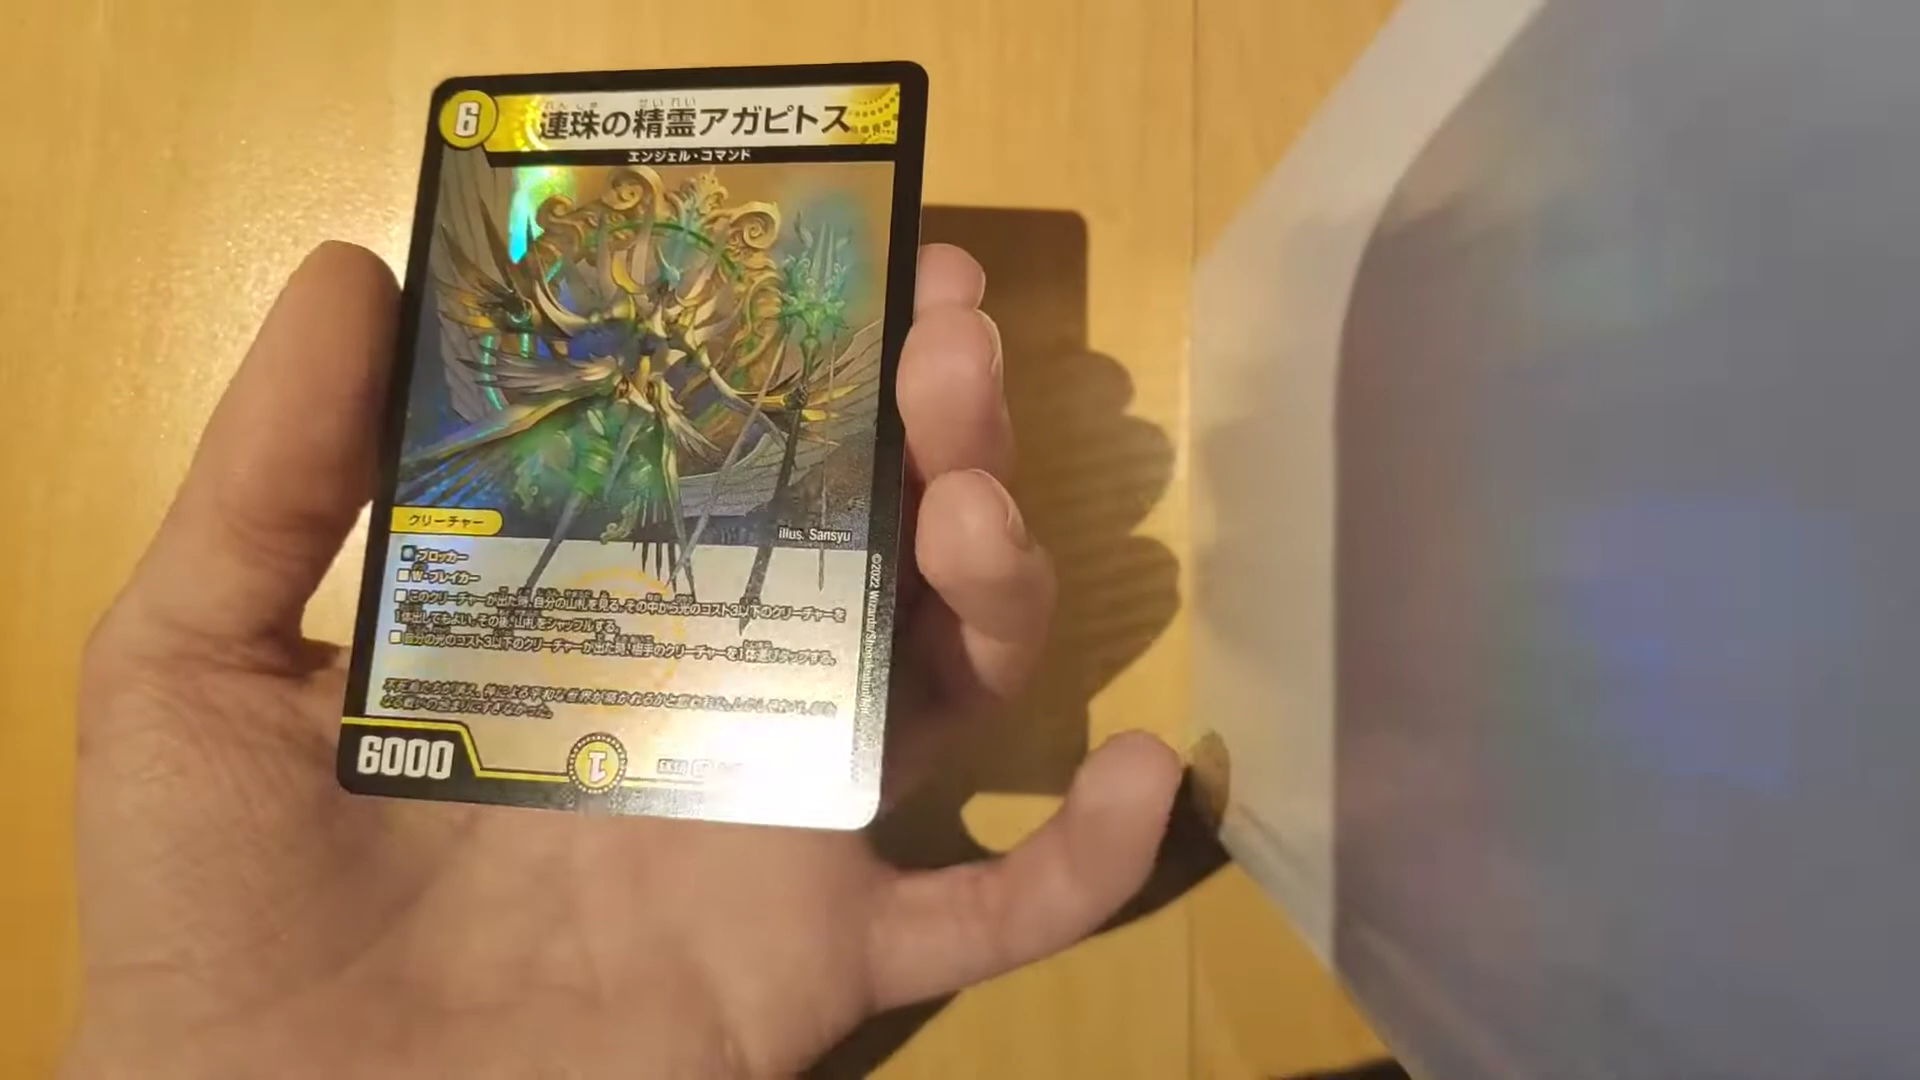 6
連珠の精霊アガピトス
エンジェル・コマンド
クリーチャー
illus. Sansyu
ブロッカー
W・ブレイカー
このクリーチャーが出た時、自分の山札を見る。その中から光のコスト3以下のクリーチャーを
1体出してもよい。その後、山札をシャッフルする。
自分の光のコスト3以下のクリーチャーが出た時、相手のクリーチャーを1体選びタップする。
©2022 Wizards/Shogakukan
6000
1